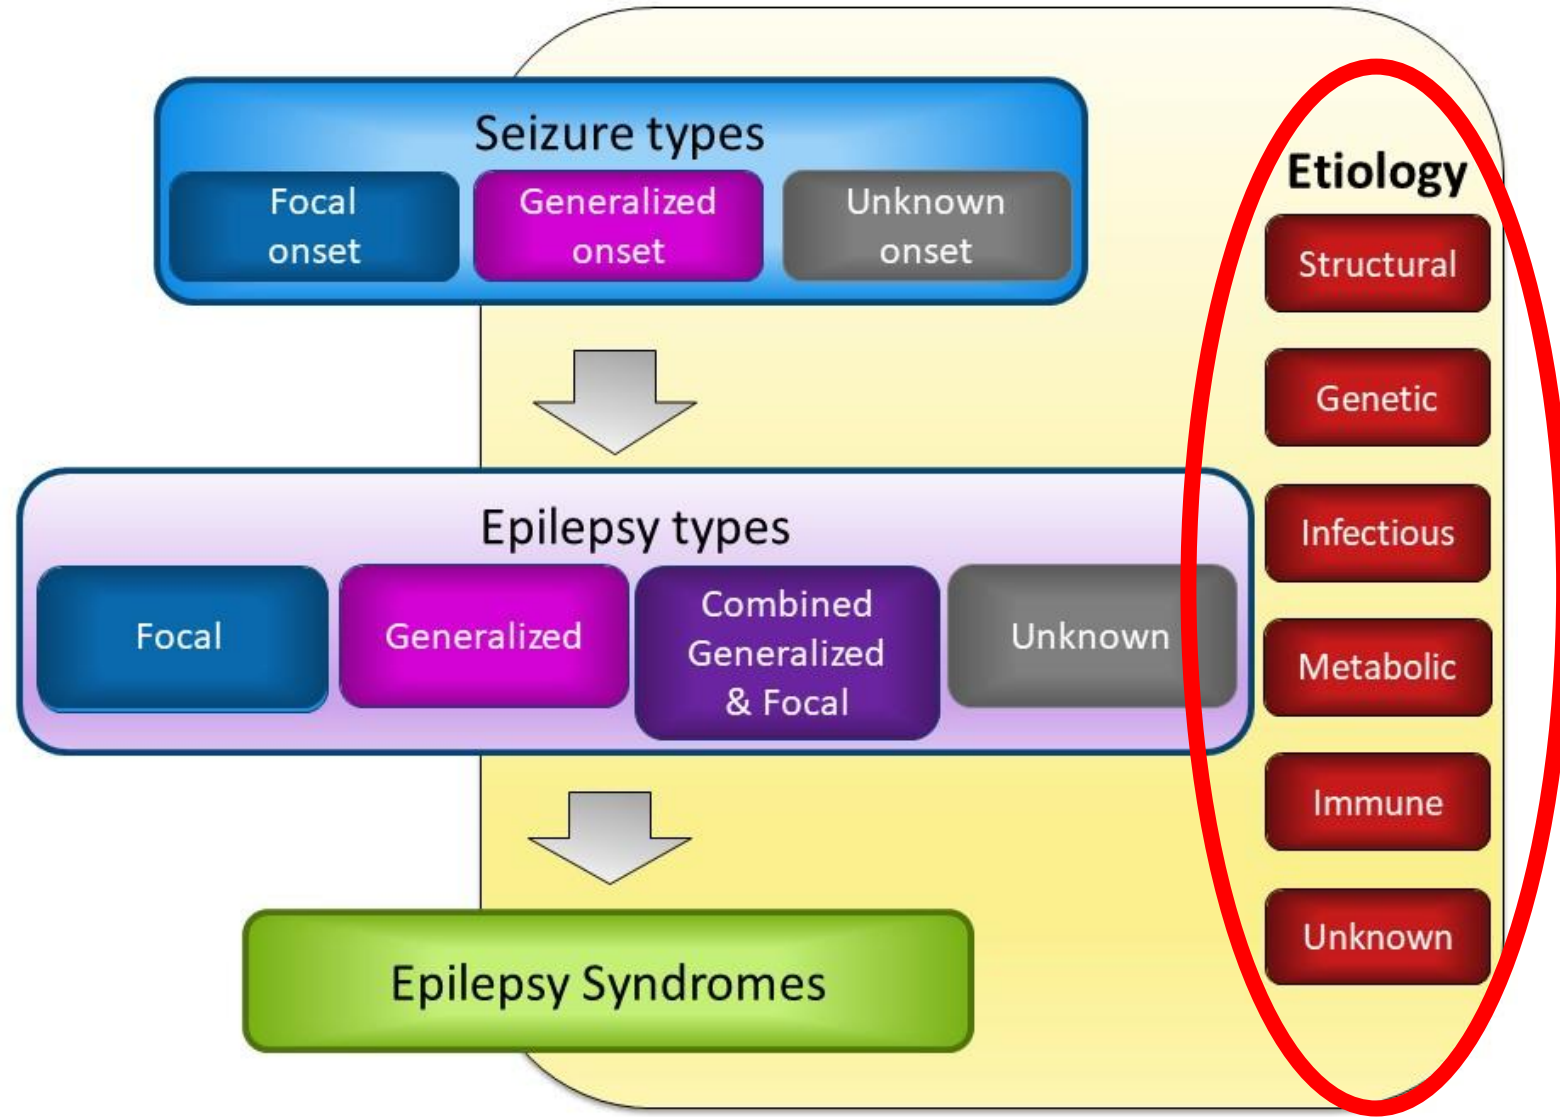 Seizure types
Focal
onset
Generalized
onset
Unknown
onset
Etiology
Structural
Genetic
Infectious
Metabolic
Immune
Unknown
Epilepsy types
Focal
Generalized
Combined
Generalized
& Focal
Unknown
Epilepsy Syndromes